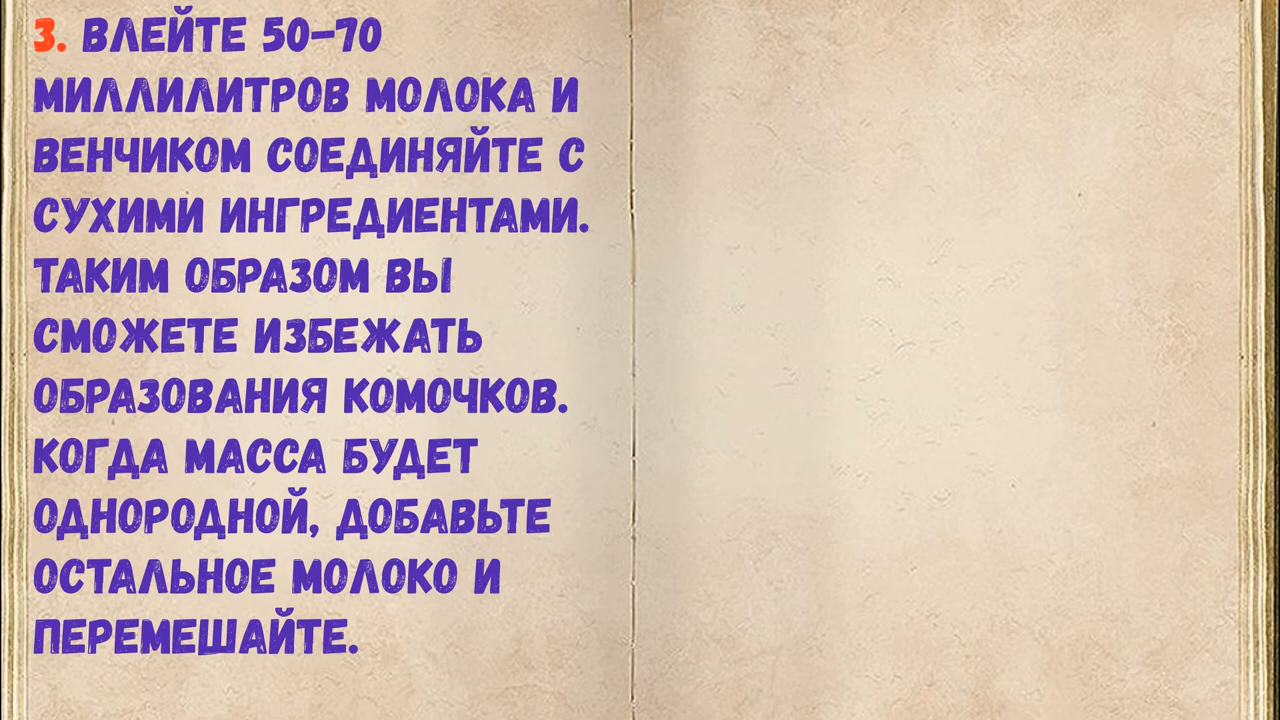 3. ВЛЕЙТЕ 50–70
МИЛЛИЛИТРОВ МОЛОКА И
ВЕНЧИКОМ СОЕДИНЯЙТЕ С
СУХИМИ ИНГРЕДИЕНТАМИ.
ТАКИМ ОБРАЗОМ ВЫ
СМОЖЕТЕ ИЗБЕЖАТЬ
ОБРАЗОВАНИЯ КОМОЧКОВ.
КОГДА МАССА БУДЕТ
ОДНОРОДНОЙ, ДОБАВЬТЕ
ОСТАЛЬНОЕ МОЛОКО И
ПЕРЕМЕШАЙТЕ.